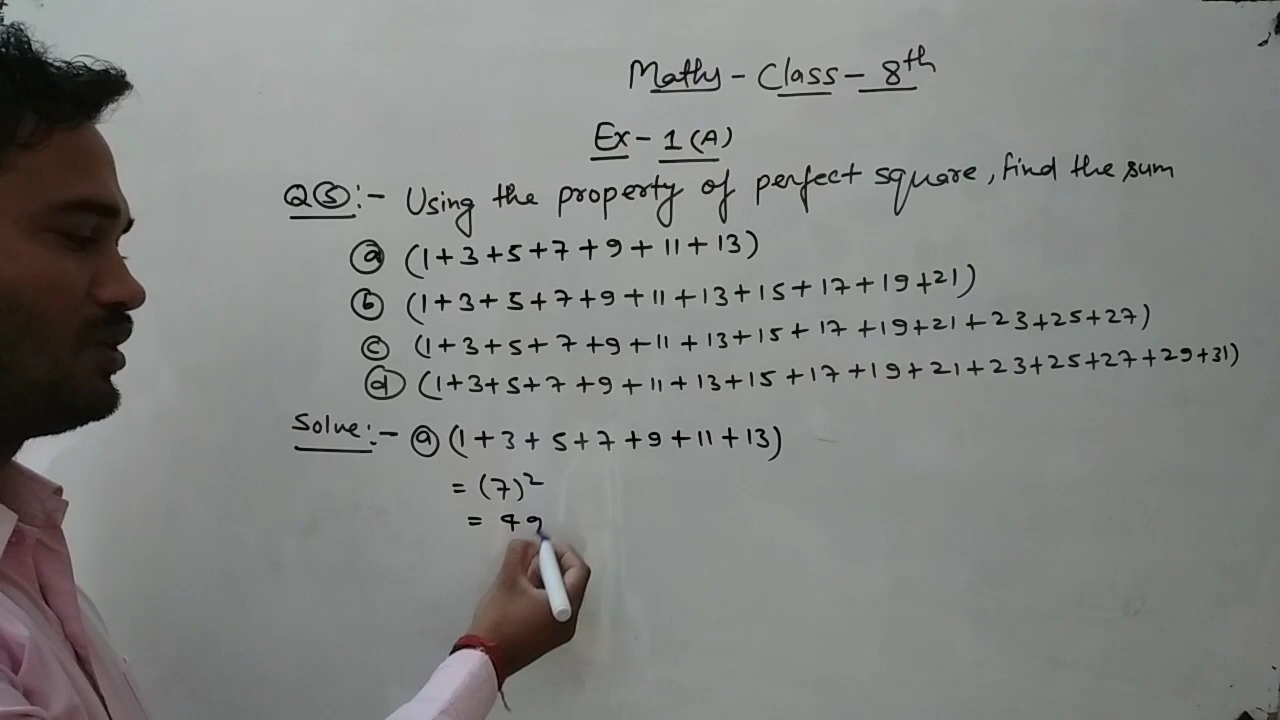 Maths - Class - 8th
Ex - 1 (A)
Q⑤:- Using the property of perfect square, find the sum
ⓐ (1+3+5+7+9+11+13)
ⓑ (1+3+5+7+9+11+13+15+17+19+21)
ⓒ (1+3+5+7+9+11+13+15+17+19+21+23+25+27)
ⓓ (1+3+5+7+9+11+13+15+17+19+21+23+25+27+29+31)
Solve:- ⓐ (1+3+5+7+9+11+13)
= (7)²
= 49